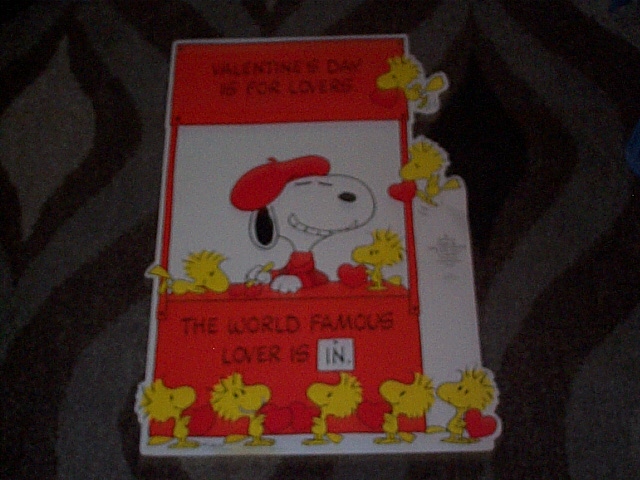 VALENTINE'S DAY
IS FOR LOVERS.
THE WORLD FAMOUS
LOVER IS IN.